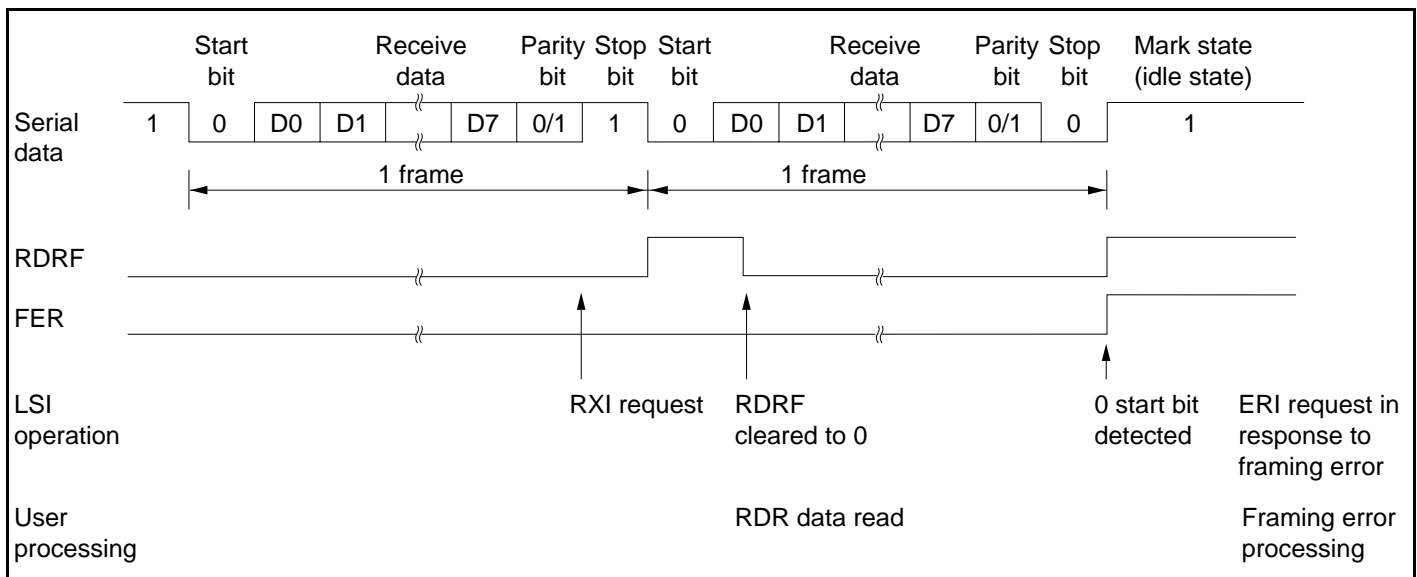 Start Receive Parity Stop Start Receive Parity Stop Mark state
bit data bit bit bit data bit bit (idle state)
Serial data 1 0 D0 D1 D7 0/1 1 0 D0 D1 D7 0/1 0 1
1 frame 1 frame
RDRF
FER
LSI operation
RXI request
RDRF cleared to 0
0 start bit detected
ERI request in response to framing error
User processing
RDR data read
Framing error processing